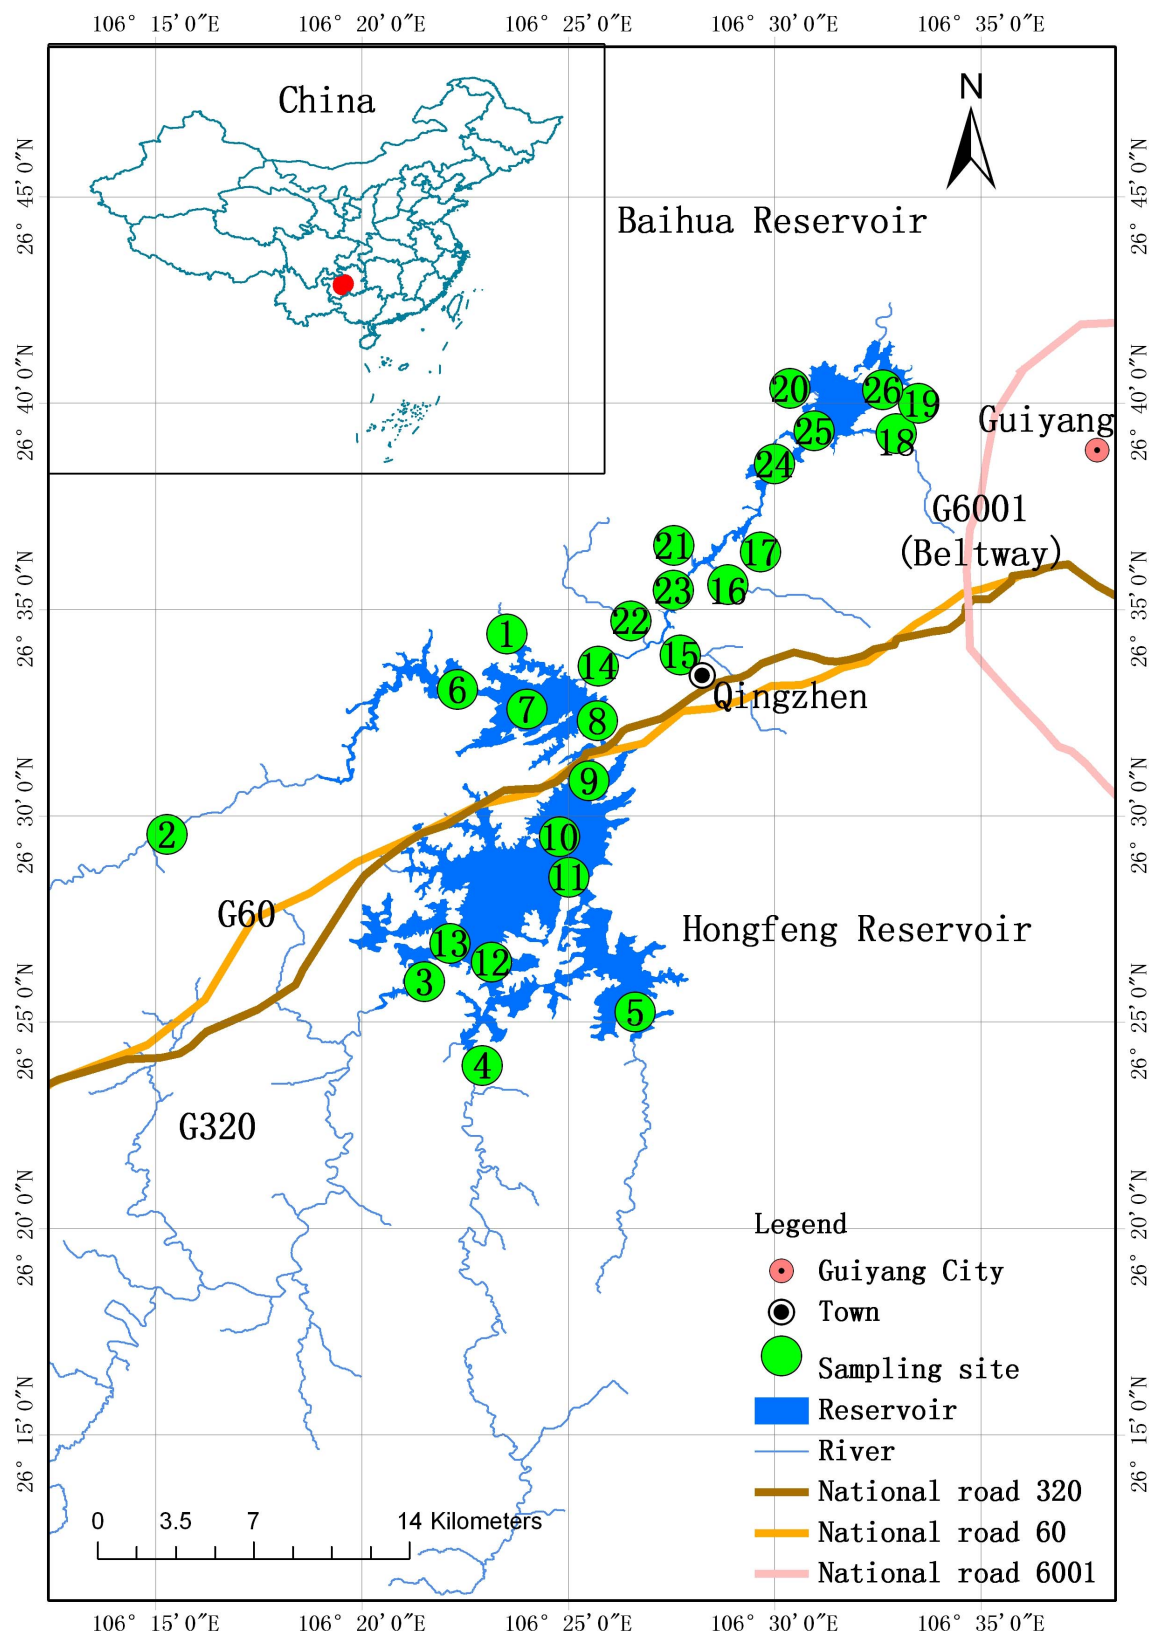 106° 15′ 0″E
106° 20′ 0″E
106° 25′ 0″E
106° 30′ 0″E
106° 35′ 0″E
China
N
26° 45′ 0″N
26° 45′ 0″N
Baihua Reservoir
26° 40′ 0″N
26° 40′ 0″N
20
26
19
Guiyang
25
18
24
G6001
(Beltway)
21
17
23
16
26° 35′ 0″N
26° 35′ 0″N
22
1
15
14
6
Qingzhen
7
8
9
26° 30′ 0″N
26° 30′ 0″N
2
10
11
G60
Hongfeng Reservoir
13
12
3
5
26° 25′ 0″N
26° 25′ 0″N
4
G320
26° 20′ 0″N
26° 20′ 0″N
Legend
Guiyang City
Town
Sampling site
Reservoir
River
National road 320
National road 60
National road 6001
26° 15′ 0″N
26° 15′ 0″N
0 3.5 7 14 Kilometers
106° 15′ 0″E
106° 20′ 0″E
106° 25′ 0″E
106° 30′ 0″E
106° 35′ 0″E